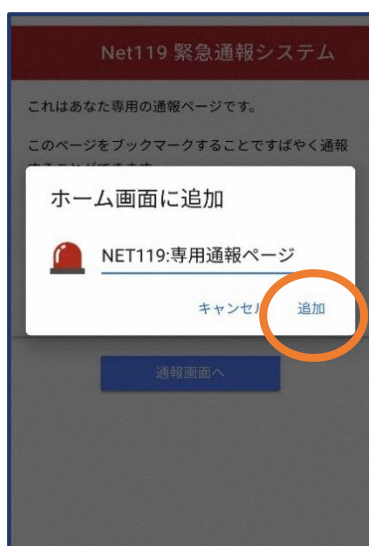 Net119 緊急通報システム
これはあなた専用の通報ページです。
このページをブックマークすることですばやく通報
ホーム画面に追加
NET119:専用通報ページ
キャンセル 追加
通報画面へ